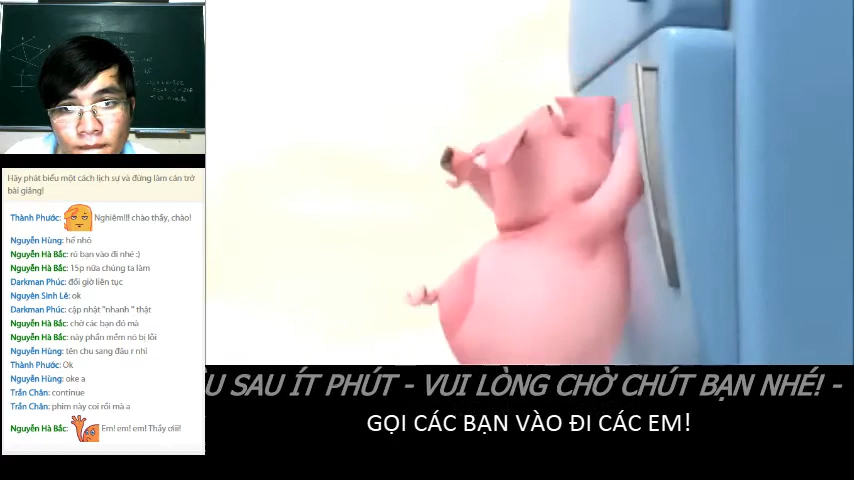 Hãy phát biểu một cách lịch sự và đừng làm cản trở
bài giảng!
Thành Phước: Nghiêm!!! chào thầy, chào!
Nguyễn Hùng: hế nhô
Nguyễn Hà Bắc: rủ bạn vào đi nhé :)
Nguyễn Hà Bắc: 15p nữa chúng ta làm
Darkman Phúc: đổi giờ liên tục
Nguyên Sinh Lê: ok
Darkman Phúc: cập nhật "nhanh " thật
Nguyễn Hà Bắc: chờ các bạn đó mà
Nguyễn Hà Bắc: này phần mềm nó bị lỗi
Nguyễn Hùng: tên chu sang đâu r nhi
Thành Phước: Ok
Nguyễn Hùng: oke a
Trần Chân: continue
Trần Chân: phim này coi rồi mà a
Nguyễn Hà Bắc: Em! em! em! Thầy ơiii!
U SAU ÍT PHÚT - VUI LÒNG CHỜ CHÚT BẠN NHÉ! -
GỌI CÁC BẠN VÀO ĐI CÁC EM!